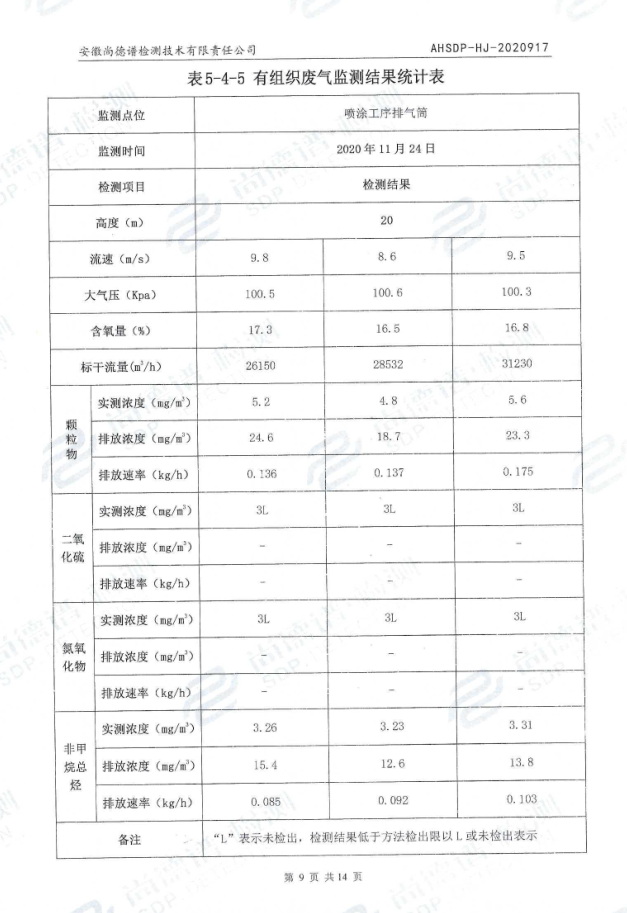 安徽尚德谱检测技术有限责任公司 AHSDP-HJ-2020917
表5-4-5 有组织废气监测结果统计表
监测点位 喷涂工序排气筒
监测时间 2020年11月24日
检测项目 检测结果
高度（m） 20
流速（m/s） 9.8 8.6 9.5
大气压（Kpa） 100.5 100.6 100.3
含氧量（%） 17.3 16.5 16.8
标干流量(m³/h) 26150 28532 31230
颗粒物
实测浓度（mg/m³） 5.2 4.8 5.6
排放浓度（mg/m³） 24.6 18.7 23.3
排放速率（kg/h） 0.136 0.137 0.175
二氧化硫
实测浓度（mg/m³） 3L 3L 3L
排放浓度（mg/m³） － － －
排放速率（kg/h） － － －
氮氧化物
实测浓度（mg/m³） 3L 3L 3L
排放浓度（mg/m³） － － －
排放速率（kg/h） － － －
非甲烷总烃
实测浓度（mg/m³） 3.26 3.23 3.31
排放浓度（mg/m³） 15.4 12.6 13.8
排放速率（kg/h） 0.085 0.092 0.103
备注 “L”表示未检出，检测结果低于方法检出限以L或未检出表示
第 9 页 共 14 页